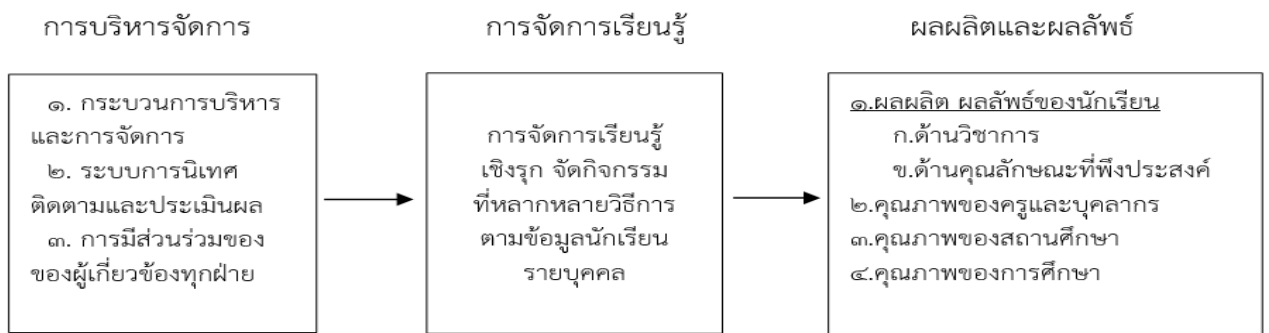 การบริหารจัดการ
๑. กระบวนการบริหาร
และการจัดการ
๒. ระบบการนิเทศ
ติดตามและประเมินผล
๓. การมีส่วนร่วมของ
ของผู้เกี่ยวข้องทุกฝ่าย
การจัดการเรียนรู้
การจัดการเรียนรู้
เชิงรุก จัดกิจกรรม
ที่หลากหลายวิธีการ
ตามข้อมูลนักเรียน
รายบุคคล
ผลผลิตและผลลัพธ์
๑.ผลผลิต ผลลัพธ์ของนักเรียน
ก.ด้านวิชาการ
ข.ด้านคุณลักษณะที่พึงประสงค์
๒.คุณภาพของครูและบุคลากร
๓.คุณภาพของสถานศึกษา
๔.คุณภาพของการศึกษา